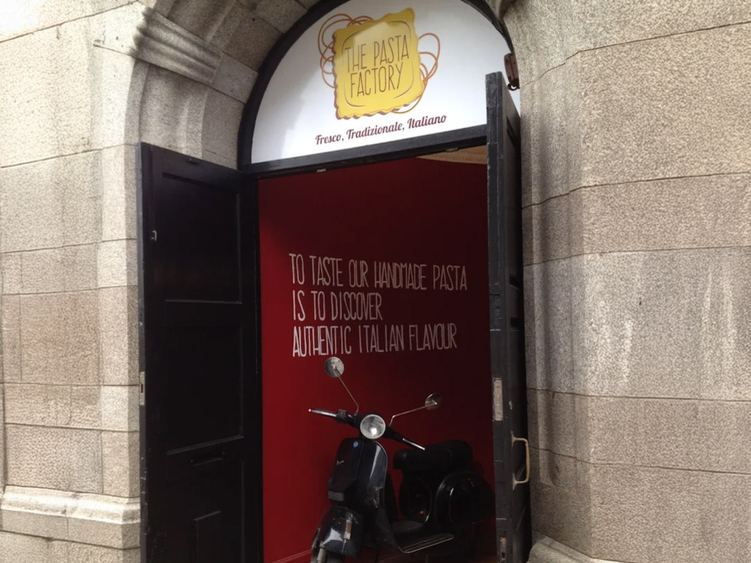 THE PASTA
FACTORY
Fresco, Tradizionale, Italiano
TO TASTE OUR HANDMADE PASTA
IS TO DISCOVER
AUTHENTIC ITALIAN FLAVOUR